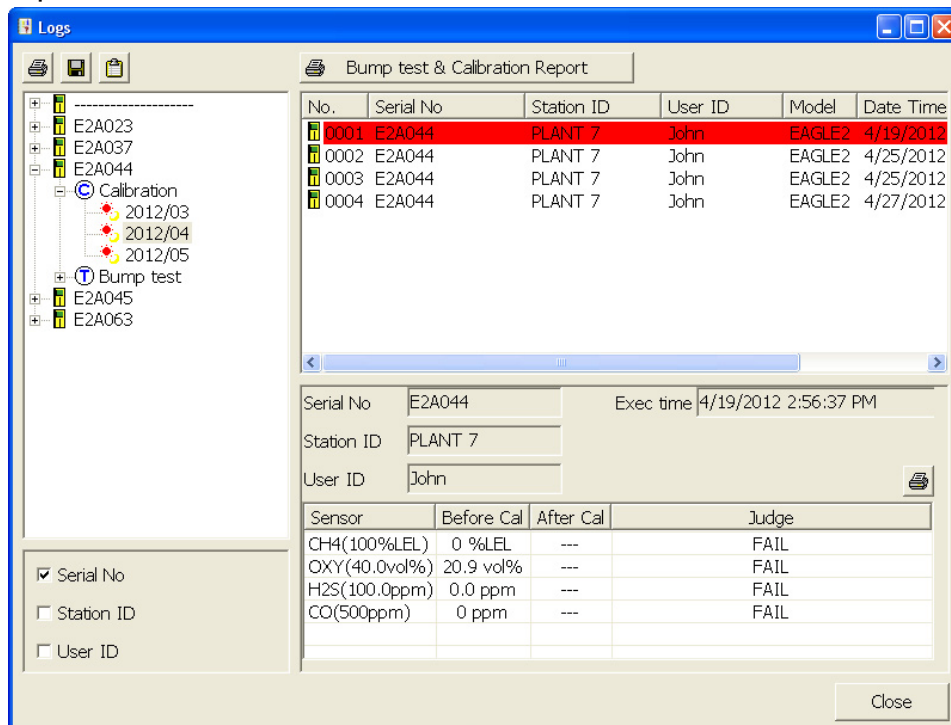 Logs
Bump test & Calibration Report
--------------------
E2A023
E2A037
E2A044
C Calibration
2012/03
2012/04
2012/05
T Bump test
E2A045
E2A063
No. Serial No Station ID User ID Model Date Time
0001 E2A044 PLANT 7 John EAGLE2 4/19/2012
0002 E2A044 PLANT 7 John EAGLE2 4/25/2012
0003 E2A044 PLANT 7 John EAGLE2 4/25/2012
0004 E2A044 PLANT 7 John EAGLE2 4/27/2012
Serial No E2A044 Exec time 4/19/2012 2:56:37 PM
Station ID PLANT 7
User ID John
Sensor Before Cal After Cal Judge
CH4(100%LEL) 0 %LEL --- FAIL
OXY(40.0vol%) 20.9 vol% --- FAIL
H2S(100.0ppm) 0.0 ppm --- FAIL
CO(500ppm) 0 ppm --- FAIL
Serial No
Station ID
User ID
Close